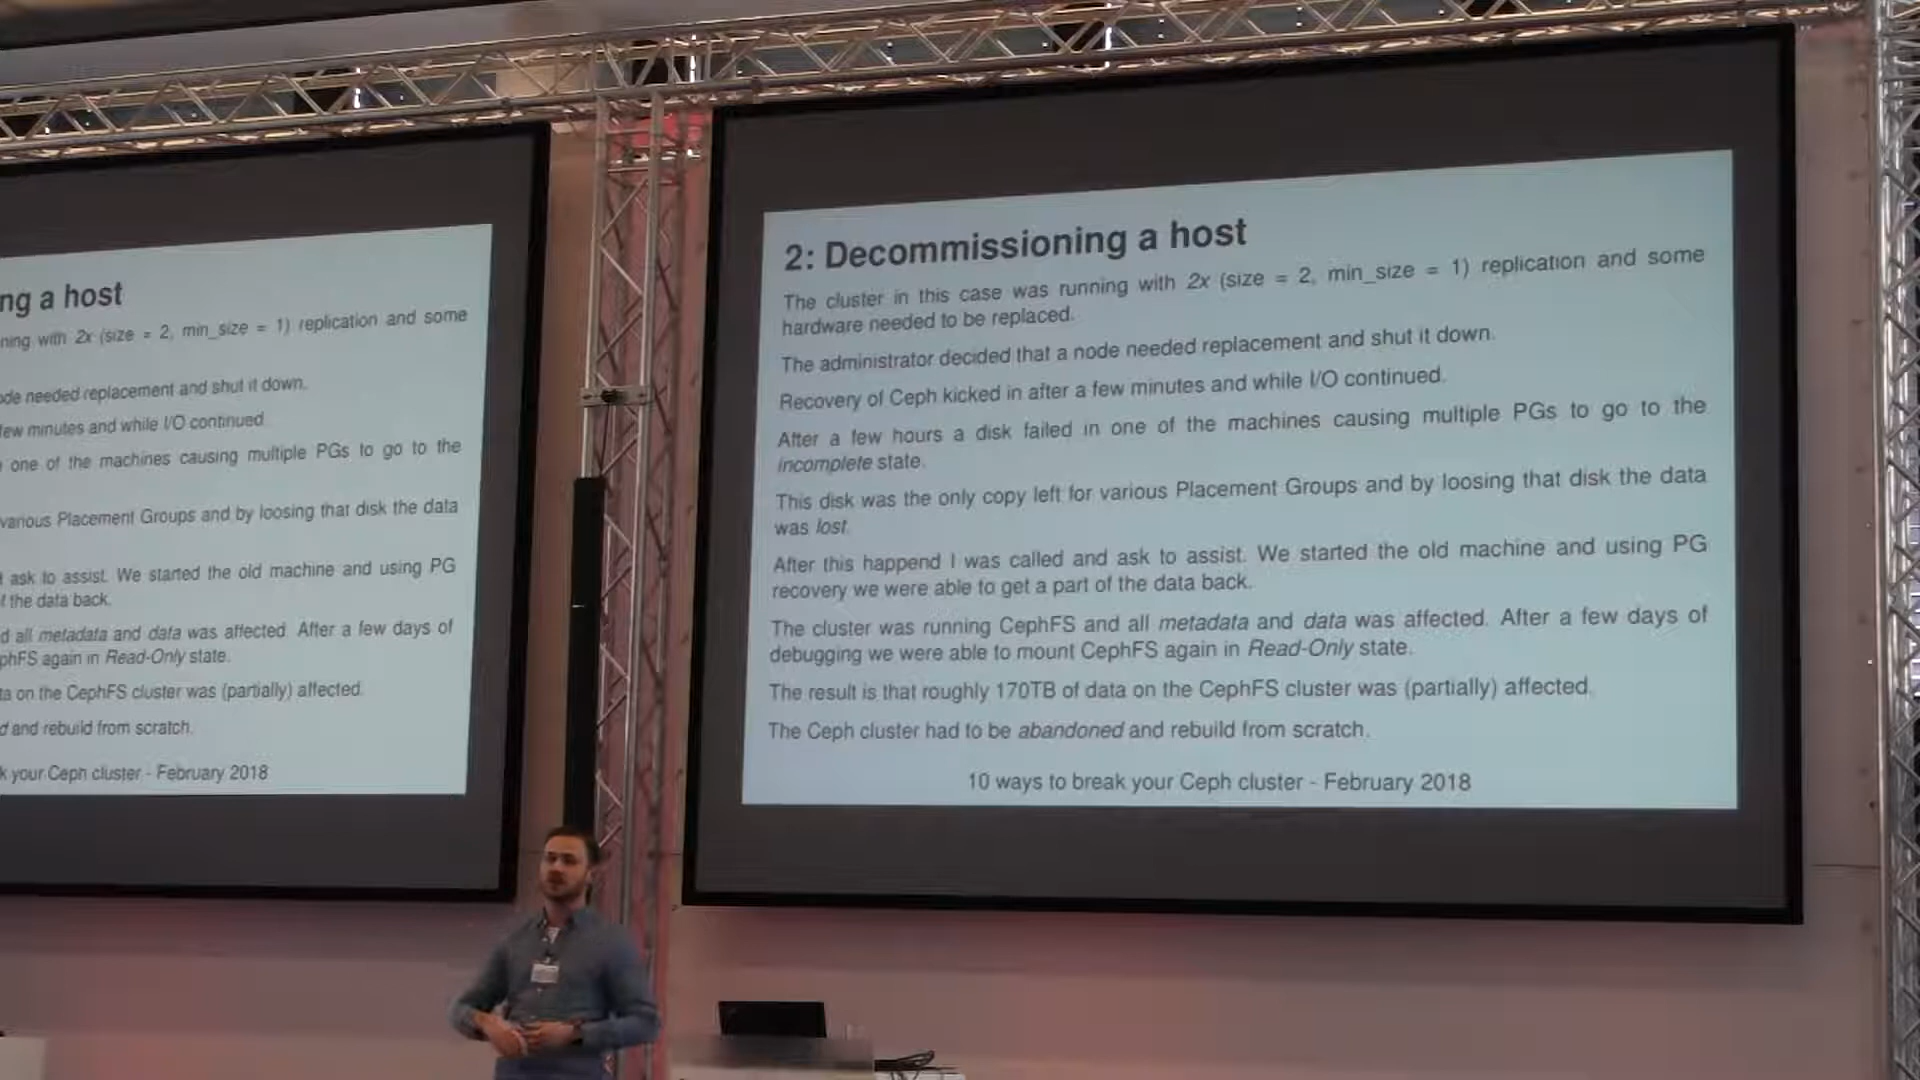 ng a host
ning with 2x (size = 2, min_size = 1) replication and some
ode needed replacement and shut it down.
few minutes and while I/O continued.
one of the machines causing multiple PGs to go to the
various Placement Groups and by loosing that disk the data
ask to assist. We started the old machine and using PG
f the data back.
d all metadata and data was affected. After a few days of
phFS again in Read-Only state.
ta on the CephFS cluster was (partially) affected.
d and rebuild from scratch.
k your Ceph cluster - February 2018
2: Decommissioning a host
The cluster in this case was running with 2x (size = 2, min_size = 1) replication and some
hardware needed to be replaced.
The administrator decided that a node needed replacement and shut it down.
Recovery of Ceph kicked in after a few minutes and while I/O continued.
After a few hours a disk failed in one of the machines causing multiple PGs to go to the
incomplete state.
This disk was the only copy left for various Placement Groups and by loosing that disk the data
was lost.
After this happend I was called and ask to assist. We started the old machine and using PG
recovery we were able to get a part of the data back.
The cluster was running CephFS and all metadata and data was affected. After a few days of
debugging we were able to mount CephFS again in Read-Only state.
The result is that roughly 170TB of data on the CephFS cluster was (partially) affected.
The Ceph cluster had to be abandoned and rebuild from scratch.
10 ways to break your Ceph cluster - February 2018